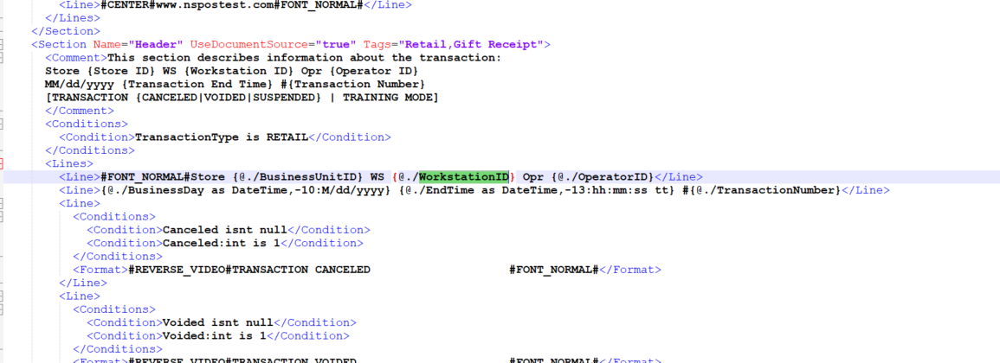 <Line>#CENTER#www.nspostest.com#FONT_NORMAL#</Line>
</Lines>
</Section>
<Section Name="Header" UseDocumentSource="true" Tags="Retail,Gift Receipt">
<Comment>This section describes information about the transaction:
Store {Store ID} WS {Workstation ID} Opr {Operator ID}
MM/dd/yyyy {Transaction End Time} #{Transaction Number}
[TRANSACTION {CANCELED|VOIDED|SUSPENDED} | TRAINING MODE]
</Comment>
<Conditions>
<Condition>TransactionType is RETAIL</Condition>
</Conditions>
<Lines>
<Line>#FONT_NORMAL#Store {@./BusinessUnitID} WS {@./WorkstationID} Opr {@./OperatorID}</Line>
<Line>{@./BusinessDay as DateTime,-10:M/dd/yyyy} {@./EndTime as DateTime,-13:hh:mm:ss tt} #{@./TransactionNumber}</Line>
<Line>
<Conditions>
<Condition>Canceled isnt null</Condition>
<Condition>Canceled:int is 1</Condition>
</Conditions>
<Format>#REVERSE_VIDEO#TRANSACTION CANCELED                    #FONT_NORMAL#</Format>
</Line>
<Line>
<Conditions>
<Condition>Voided isnt null</Condition>
<Condition>Voided:int is 1</Condition>
</Conditions>
<Format>#REVERSE_VIDEO#TRANSACTION VOIDED                      #FONT_NORMAL#</Format>